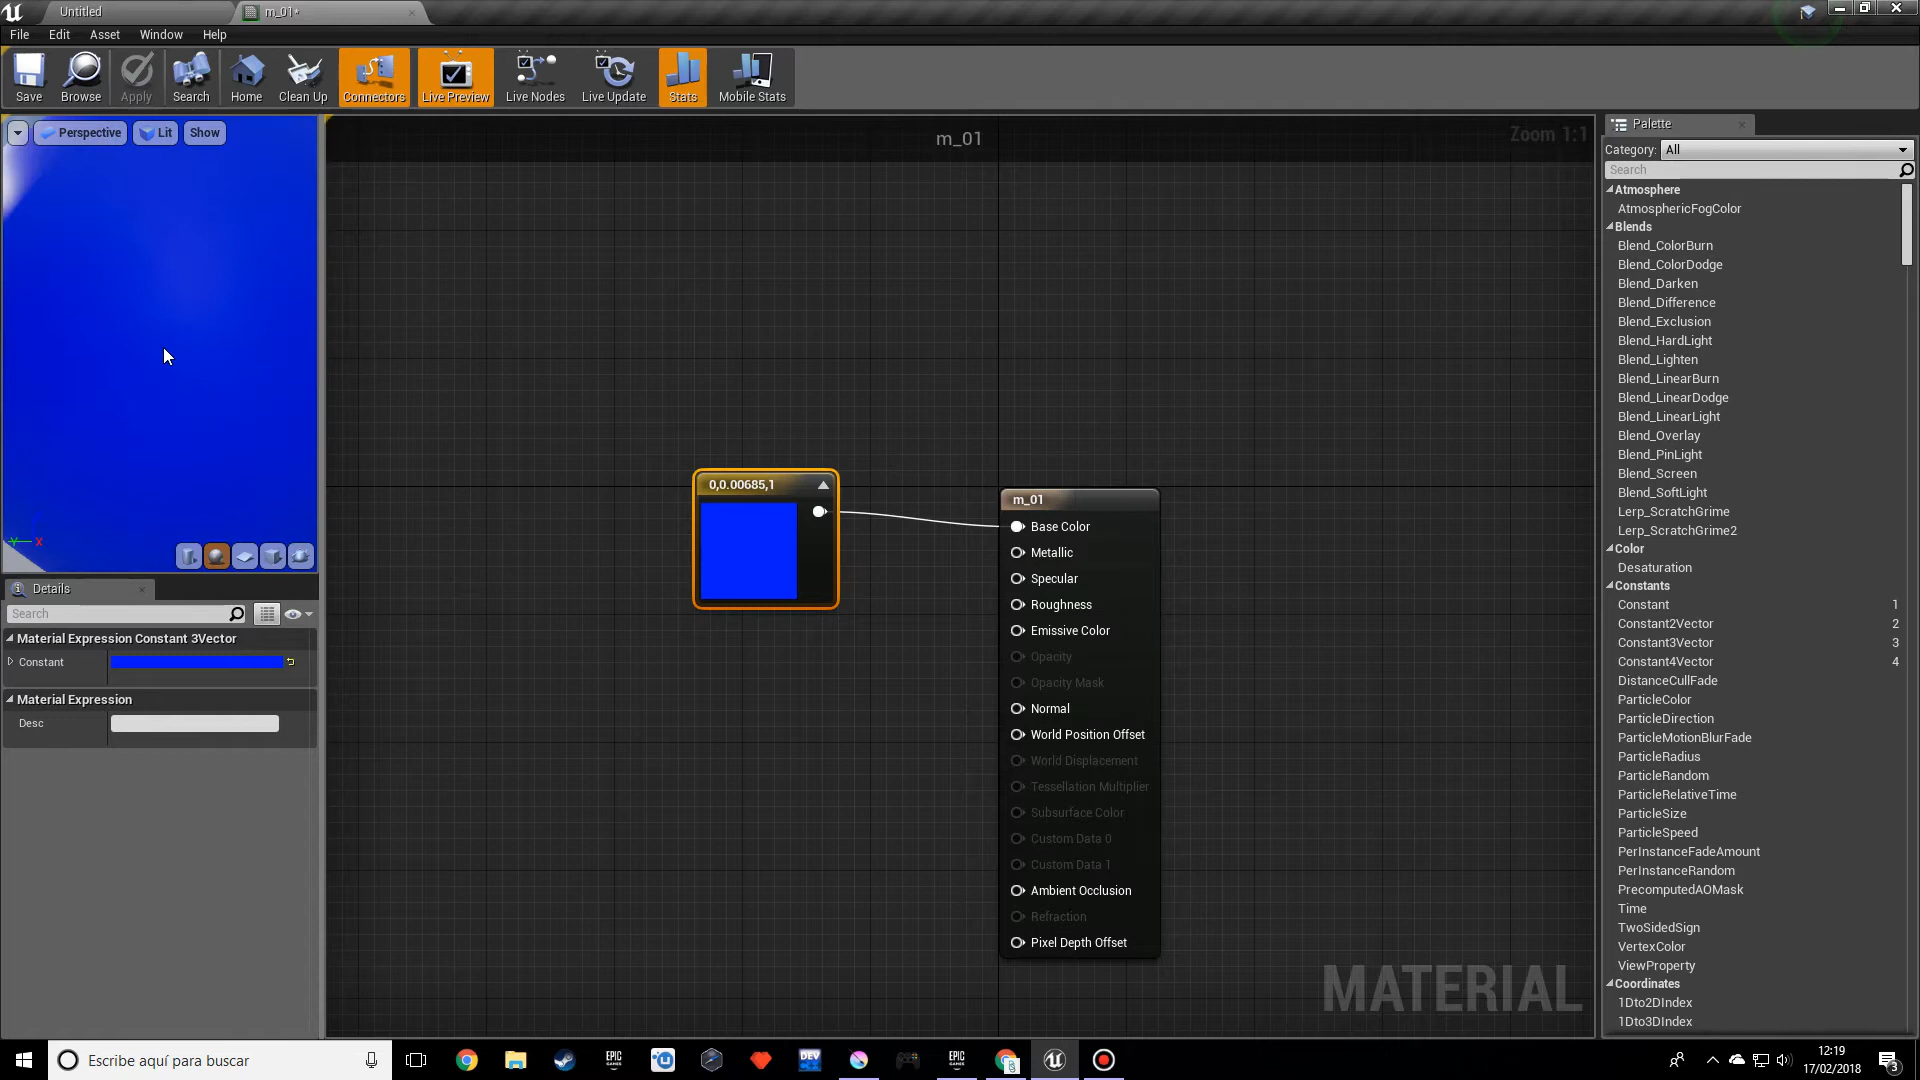 Untitled
m_01*
File Edit Asset Window Help
Save Browse Apply Search Home Clean Up Connectors Live Preview Live Nodes Live Update Stats Mobile Stats
Perspective Lit Show
m_01
Zoom 1:1
0,0.00685,1
m_01
Base Color
Metallic
Specular
Roughness
Emissive Color
Opacity
Opacity Mask
Normal
World Position Offset
World Displacement
Tessellation Multiplier
Subsurface Color
Custom Data 0
Custom Data 1
Ambient Occlusion
Refraction
Pixel Depth Offset
MATERIAL
Y X
Details
Search
Material Expression Constant 3Vector
Constant
Material Expression
Desc
Palette
Category: All
Search
Atmosphere
AtmosphericFogColor
Blends
Blend_ColorBurn
Blend_ColorDodge
Blend_Darken
Blend_Difference
Blend_Exclusion
Blend_HardLight
Blend_Lighten
Blend_LinearBurn
Blend_LinearDodge
Blend_LinearLight
Blend_Overlay
Blend_PinLight
Blend_Screen
Blend_SoftLight
Lerp_ScratchGrime
Lerp_ScratchGrime2
Color
Desaturation
Constants
Constant 1
Constant2Vector 2
Constant3Vector 3
Constant4Vector 4
DistanceCullFade
ParticleColor
ParticleDirection
ParticleMotionBlurFade
ParticleRadius
ParticleRandom
ParticleRelativeTime
ParticleSize
ParticleSpeed
PerInstanceFadeAmount
PerInstanceRandom
PrecomputedAOMask
Time
TwoSidedSign
VertexColor
ViewProperty
Coordinates
1Dto2DIndex
1Dto3DIndex
Escribe aquí para buscar
EPIC GAMES
DEV
EPIC GAMES
12:19
17/02/2018
3